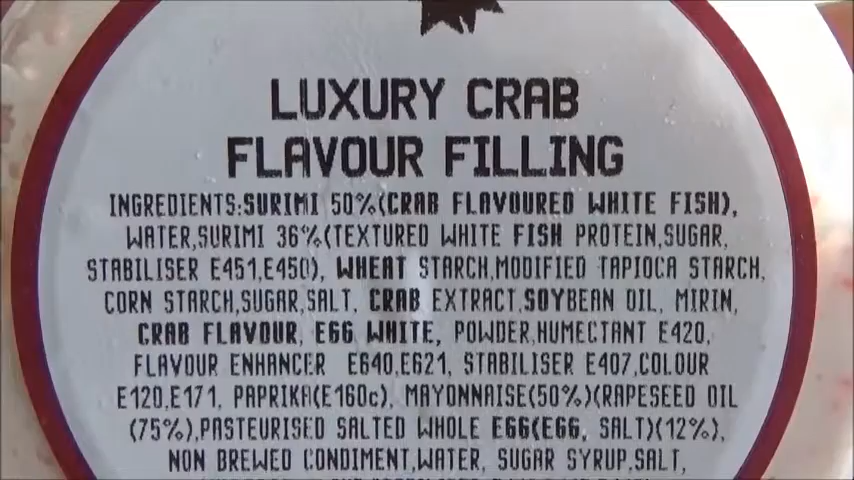 LUXURY CRAB
FLAVOUR FILLING
INGREDIENTS:SURIMI 50%(CRAB FLAVOURED WHITE FISH),
WATER,SURIMI 36%(TEXTURED WHITE FISH PROTEIN,SUGAR,
STABILISER E451,E450), WHEAT STARCH,MODIFIED TAPIOCA STARCH,
CORN STARCH,SUGAR,SALT, CRAB EXTRACT,SOYBEAN OIL, MIRIN,
CRAB FLAVOUR, EGG WHITE, POWDER,HUMECTANT E420,
FLAVOUR ENHANCER E640,E621, STABILISER E407,COLOUR
E120,E171, PAPRIKA(E160c), MAYONNAISE(50%)(RAPESEED OIL
(75%),PASTEURISED SALTED WHOLE EGG(EGG, SALT)(12%),
NON BREWED CONDIMENT,WATER, SUGAR SYRUP,SALT,